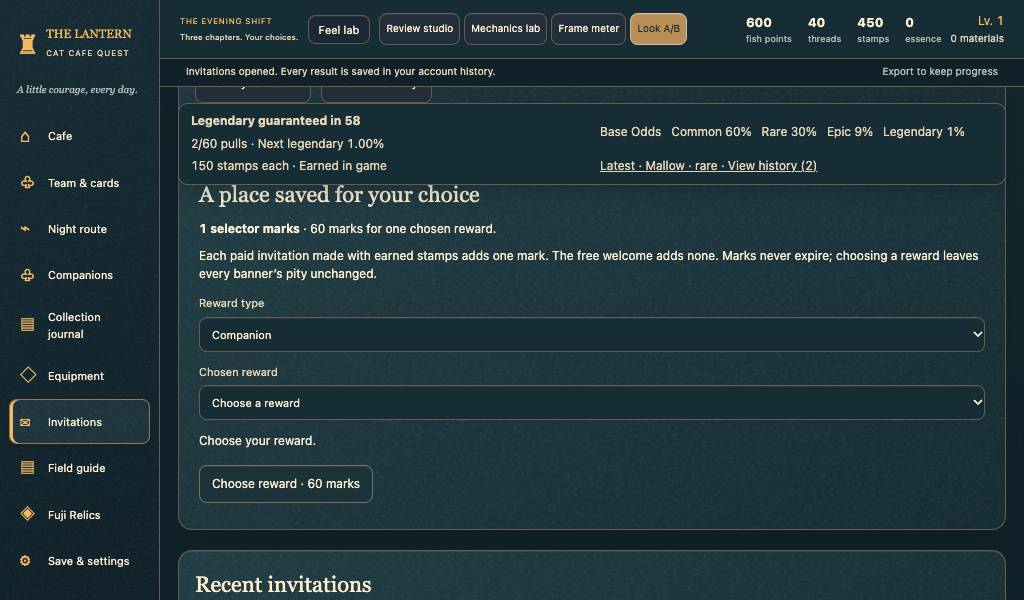 THE LANTERN
CAT CAFE QUEST
A little courage, every day.
Cafe
Team & cards
Night route
Companions
Collection
journal
Equipment
Invitations
Field guide
Fuji Relics
Save & settings
THE EVENING SHIFT
Three chapters. Your choices.
Feel lab
Review studio
Mechanics lab
Frame meter
Look A/B
600
fish points
40
threads
450
stamps
0
essence
Lv. 1
0 materials
Invitations opened. Every result is saved in your account history.
Export to keep progress
Legendary guaranteed in 58
2/60 pulls · Next legendary 1.00%
150 stamps each · Earned in game
Base Odds Common 60% Rare 30% Epic 9% Legendary 1%
Latest · Mallow · rare · View history (2)
A place saved for your choice
1 selector marks · 60 marks for one chosen reward.
Each paid invitation made with earned stamps adds one mark. The free welcome adds none. Marks never expire; choosing a reward leaves
every banner’s pity unchanged.
Reward type
Companion
Chosen reward
Choose a reward
Choose your reward.
Choose reward · 60 marks
Recent invitations